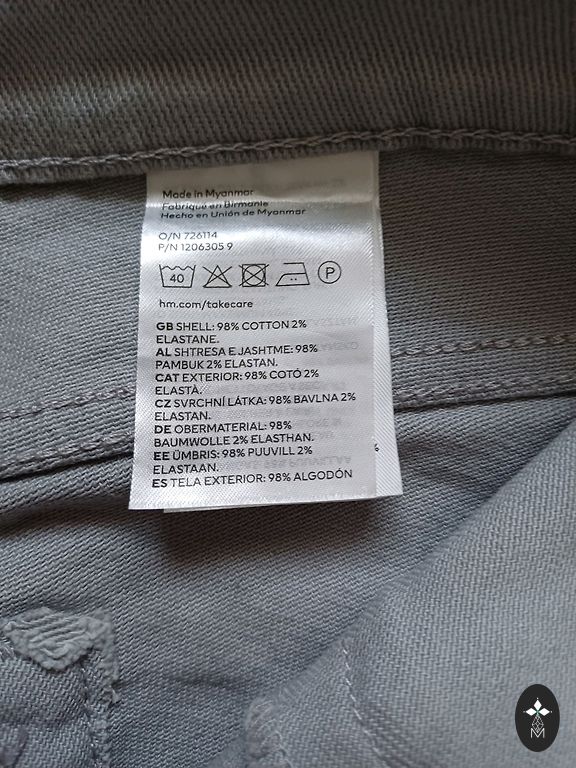 Made in Myanmar
Fabriqué en Birmanie
Hecho en Unión de Myanmar
O/N 726114
P/N 1206305 9
40
P
hm.com/takecare
GB SHELL: 98% COTTON 2%
ELASTANE.
AL SHTRESA E JASHTME: 98%
PAMBUK 2% ELASTAN.
CAT EXTERIOR: 98% COTÓ 2%
ELASTÀ.
CZ SVRCHNÍ LÁTKA: 98% BAVLNA 2%
ELASTAN.
DE OBERMATERIAL: 98%
BAUMWOLLE 2% ELASTHAN.
EE ÜMBRIS: 98% PUUVILL 2%
ELASTAAN.
ES TELA EXTERIOR: 98% ALGODÓN
%
M